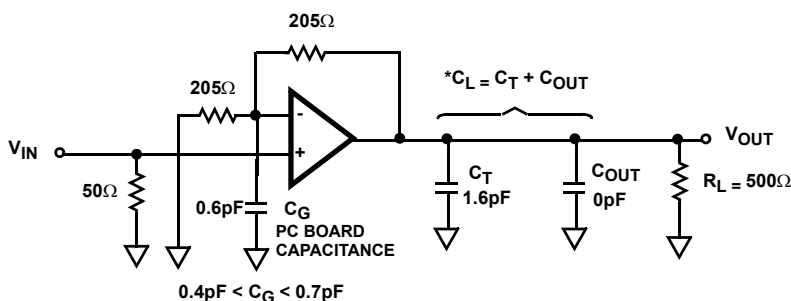 205Ω
*C_L = C_T + C_OUT
205Ω
-
+
V_IN
V_OUT
50Ω
0.6pF
C_G
PC BOARD
CAPACITANCE
C_T
1.6pF
C_OUT
0pF
R_L = 500Ω
0.4pF < C_G < 0.7pF